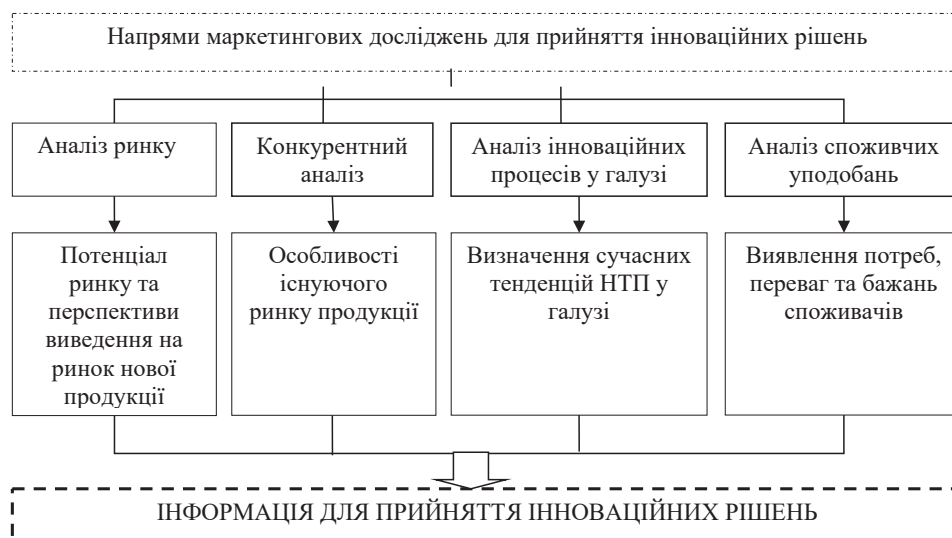 Напрями маркетингових досліджень для прийняття інноваційних рішень
Аналіз ринку
Конкурентний
аналіз
Аналіз інноваційних
процесів у галузі
Аналіз споживчих
уподобань
Потенціал
ринку та
перспективи
виведення на
ринок нової
продукції
Особливості
існуючого
ринку продукції
Визначення сучасних
тенденцій НТП у
галузі
Виявлення потреб,
переваг та бажань
споживачів
ІНФОРМАЦІЯ ДЛЯ ПРИЙНЯТТЯ ІННОВАЦІЙНИХ РІШЕНЬ